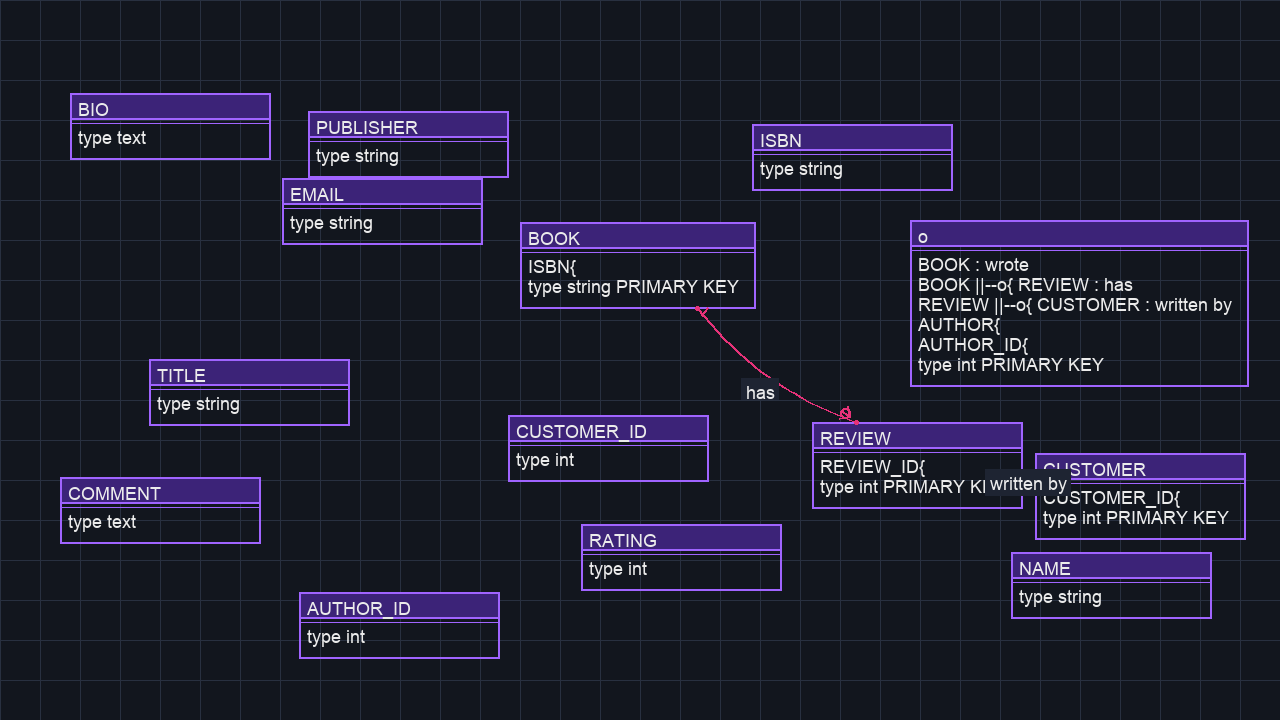 BIO
type text
PUBLISHER
type string
ISBN
type string
EMAIL
type string
BOOK
ISBN{
type string PRIMARY KEY
o
BOOK : wrote
BOOK ||--o{ REVIEW : has
REVIEW ||--o{ CUSTOMER : written by
AUTHOR{
AUTHOR_ID{
type int PRIMARY KEY
TITLE
type string
has
CUSTOMER_ID
type int
REVIEW
REVIEW_ID{
type int PRIMARY
written by
CUSTOMER
CUSTOMER_ID{
type int PRIMARY KEY
COMMENT
type text
RATING
type int
NAME
type string
AUTHOR_ID
type int